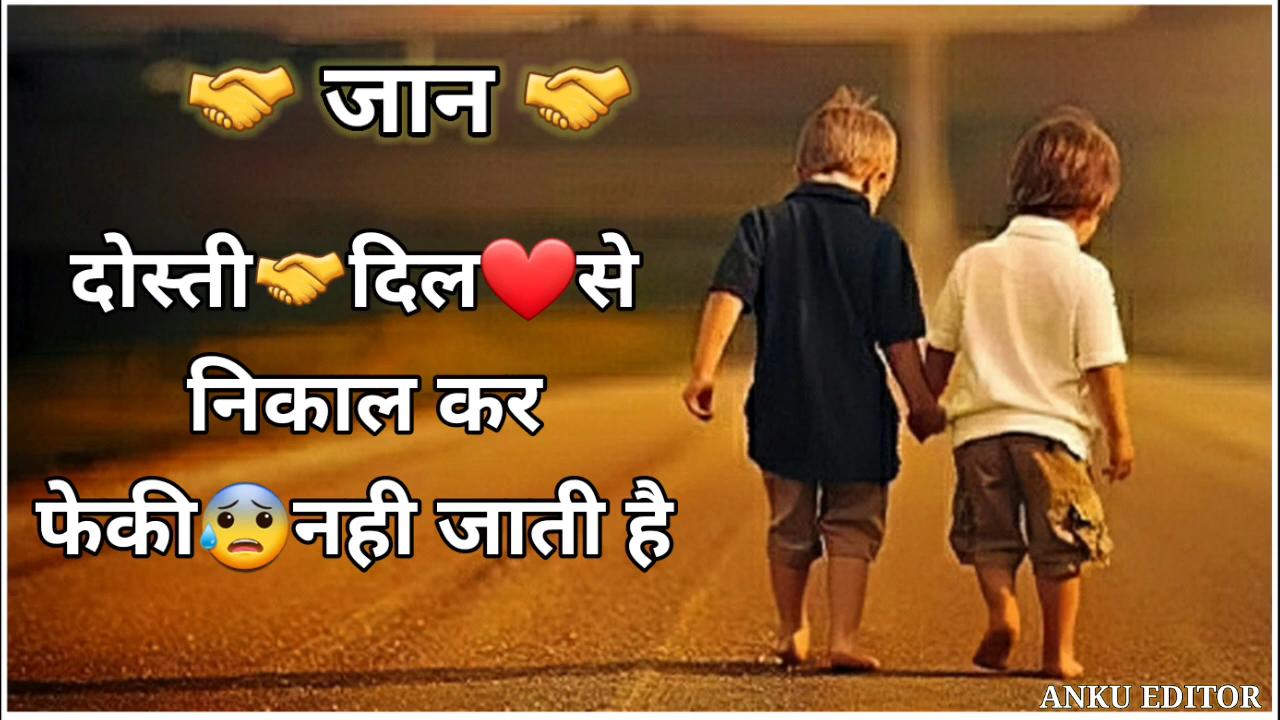 🤝 जान 🤝
दोस्ती🤝दिल❤️से
निकाल कर
फेकी😰नही जाती है
ANKU EDITOR